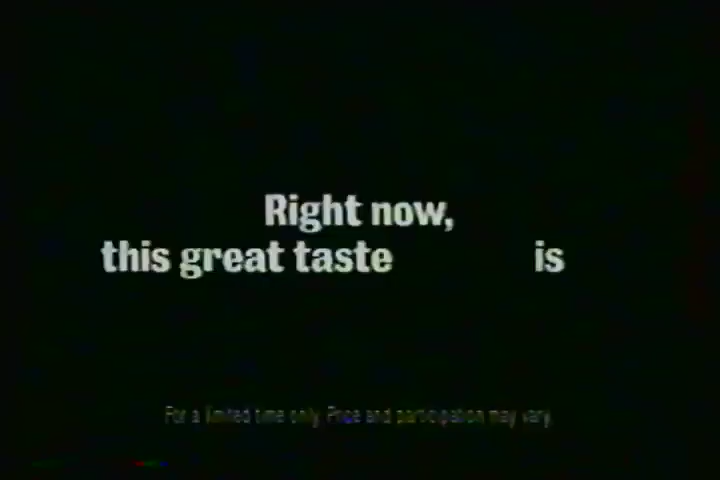 Right now,
this great taste is
For a limited time only. Price and participation may vary.